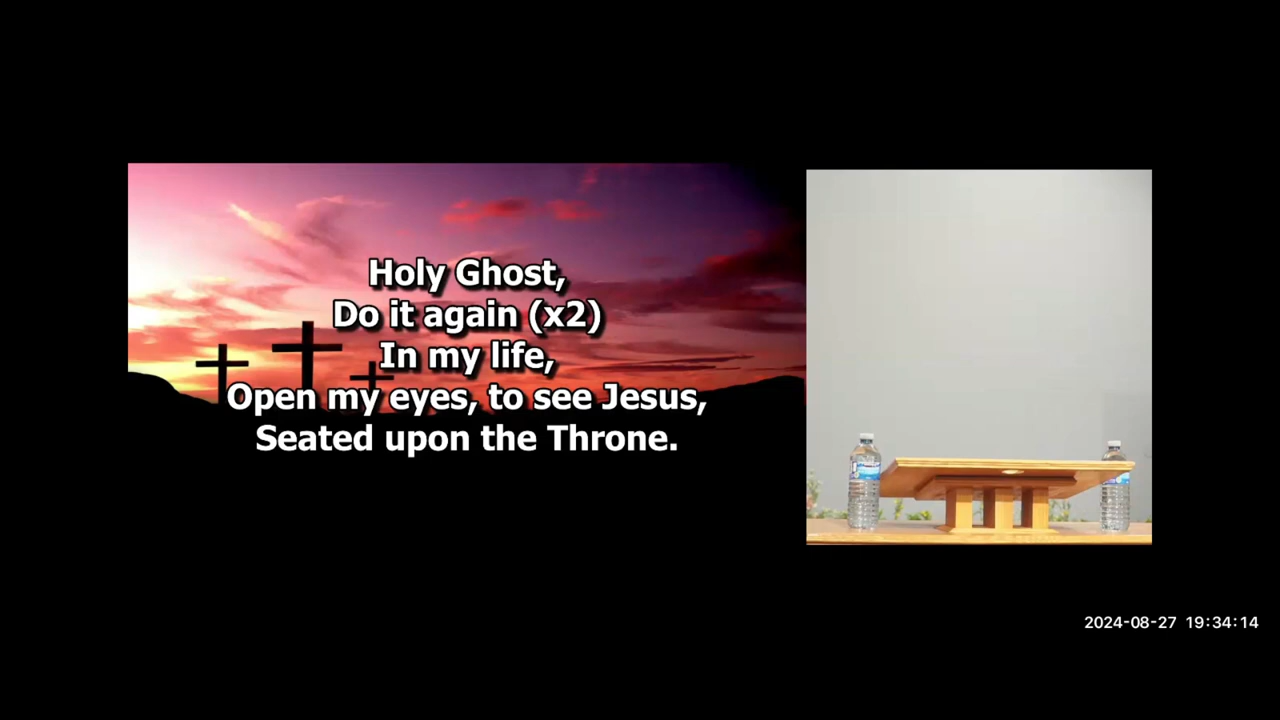 Holy Ghost,
Do it again (x2)
In my life,
Open my eyes, to see Jesus,
Seated upon the Throne.
2024-08-27 19:34:14